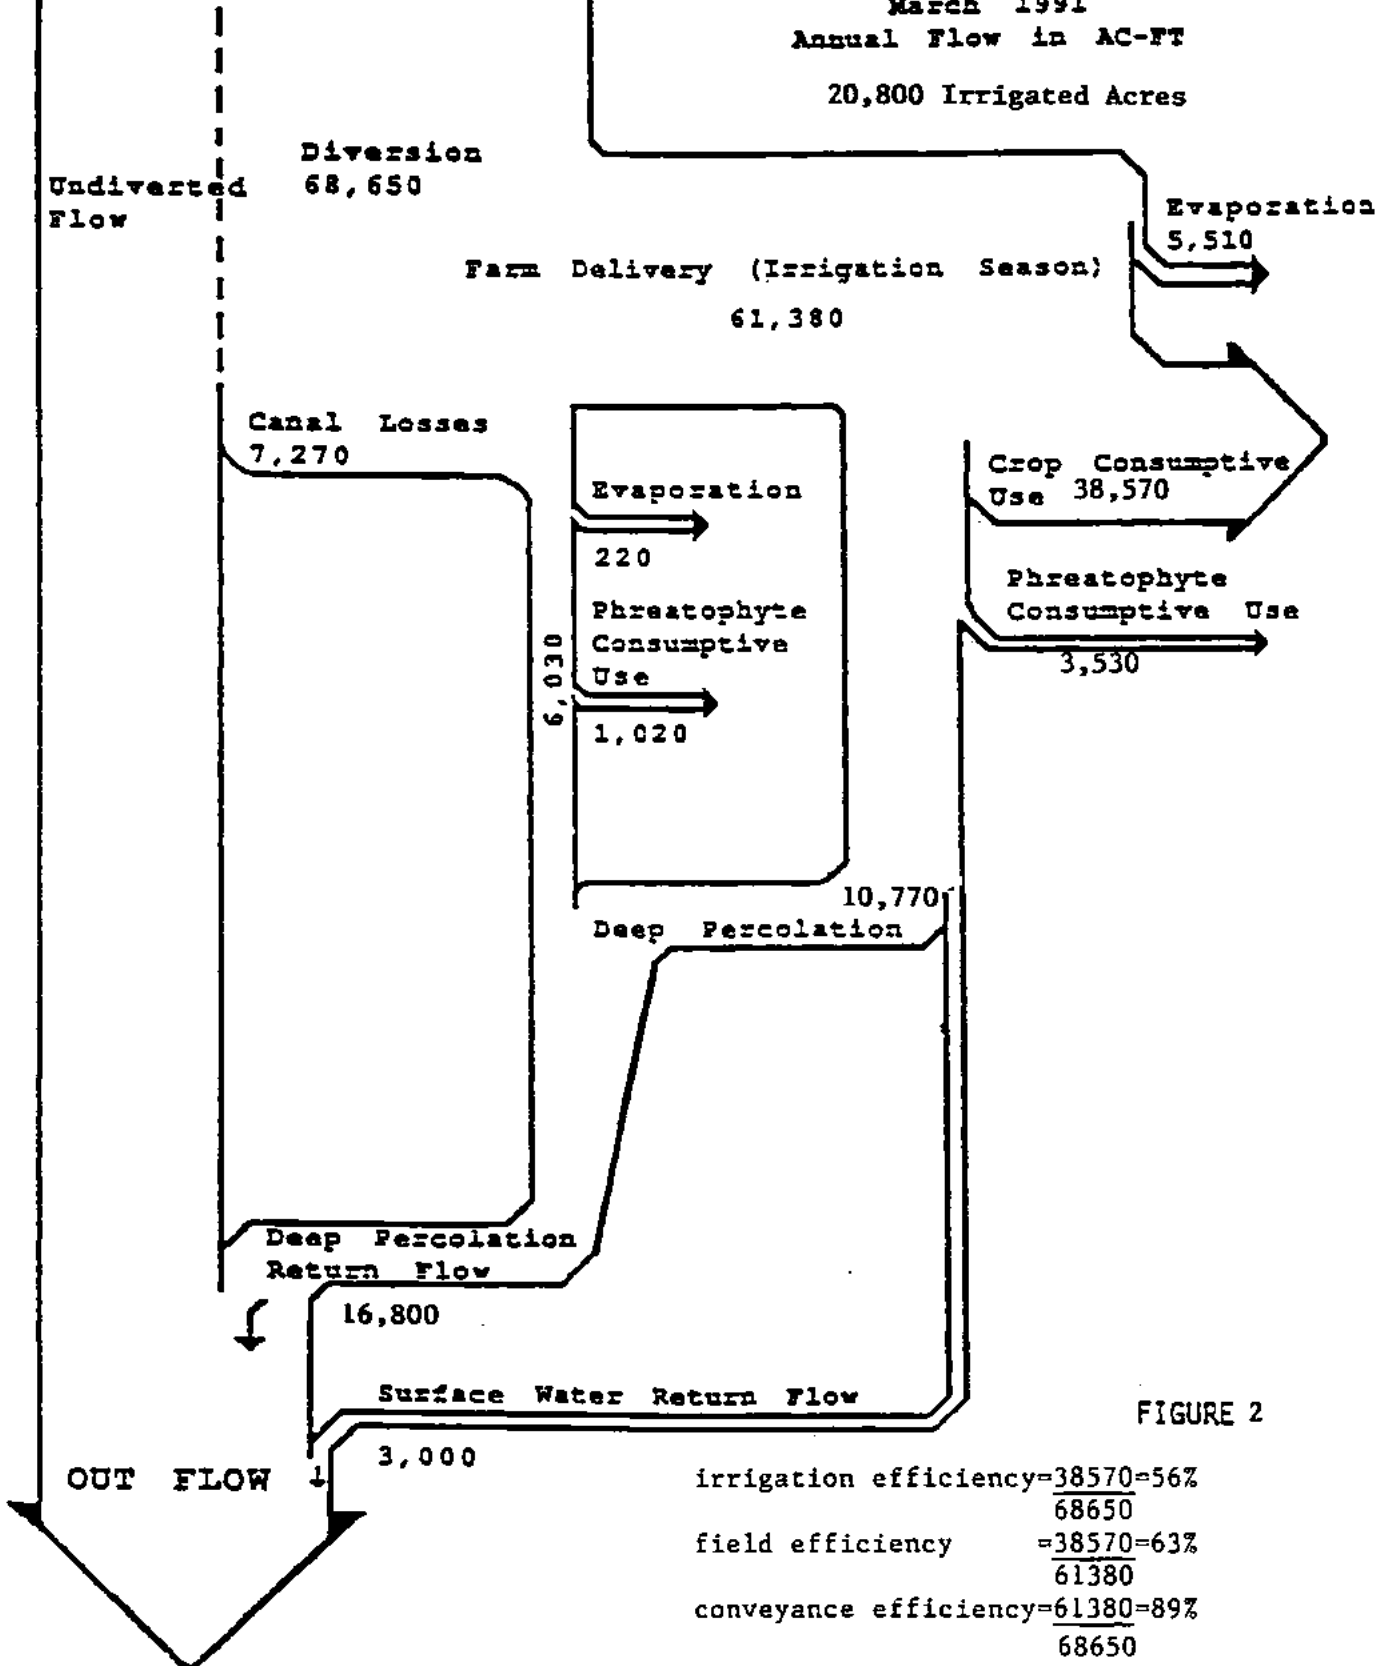 March 1991
Annual Flow in AC-FT
20,800 Irrigated Acres
Diversion
68,650
Undiverted
Flow
Evaporation
5,510
Farm Delivery (Irrigation Season)
61,380
Canal Losses
7,270
Evaporation
220
Crop Consumptive
Use 38,570
Phreatophyte
Consumptive Use
3,530
Phreatophyte
Consumptive
Use
1,020
6,030
10,770
Deep Percolation
Deep Percolation
Return Flow
16,800
Surface Water Return Flow
3,000
OUT FLOW
FIGURE 2
irrigation efficiency=38570=56%
68650
field efficiency =38570=63%
61380
conveyance efficiency=61380=89%
68650